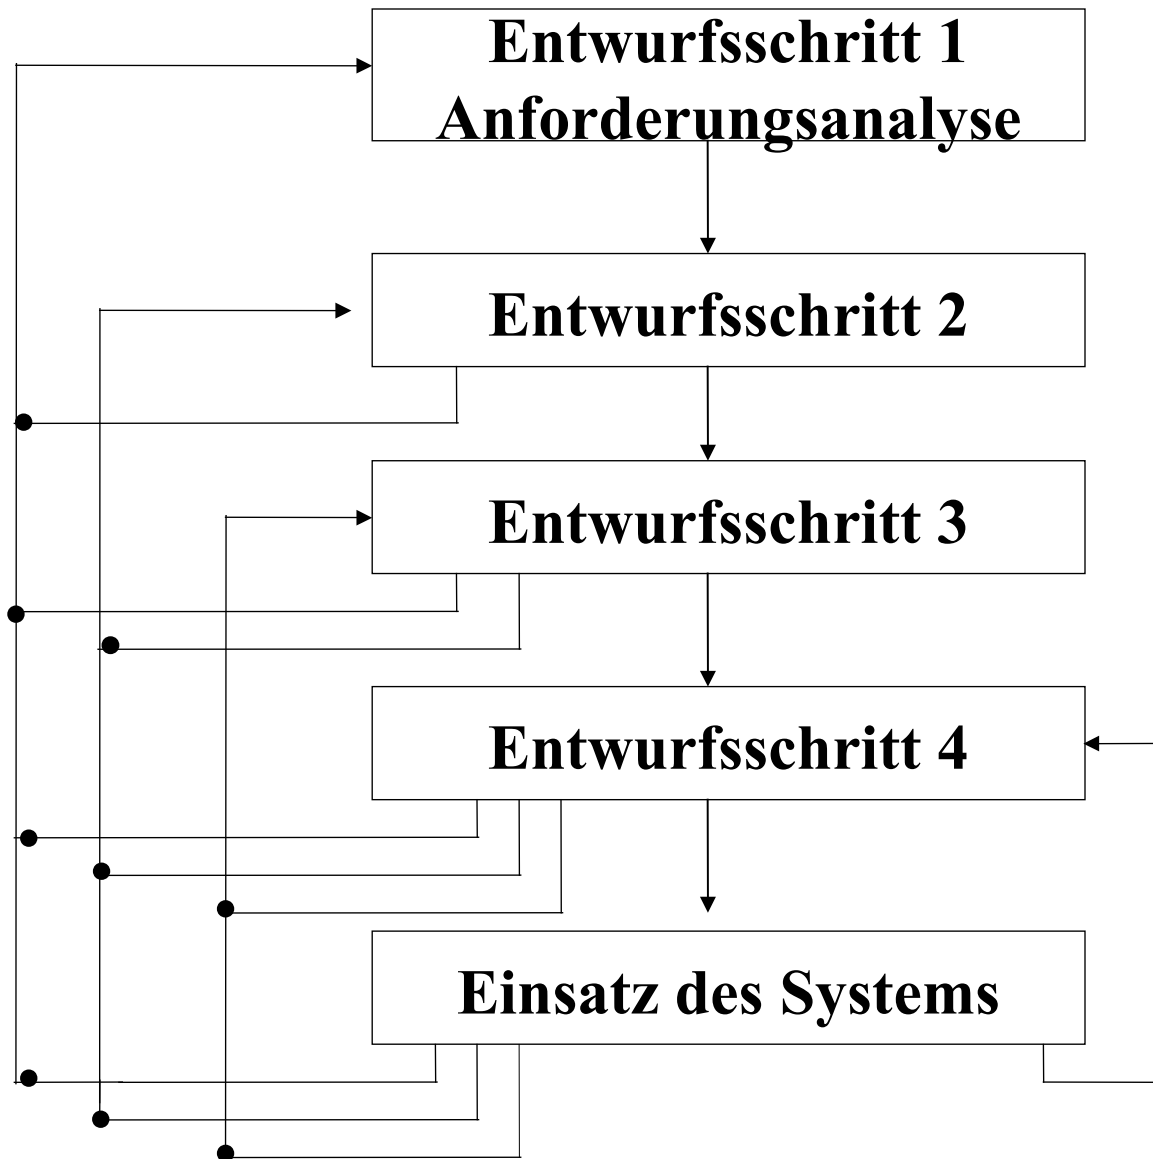 Entwurfsschritt 1
Anforderungsanalyse
Entwurfsschritt 2
Entwurfsschritt 3
Entwurfsschritt 4
Einsatz des Systems